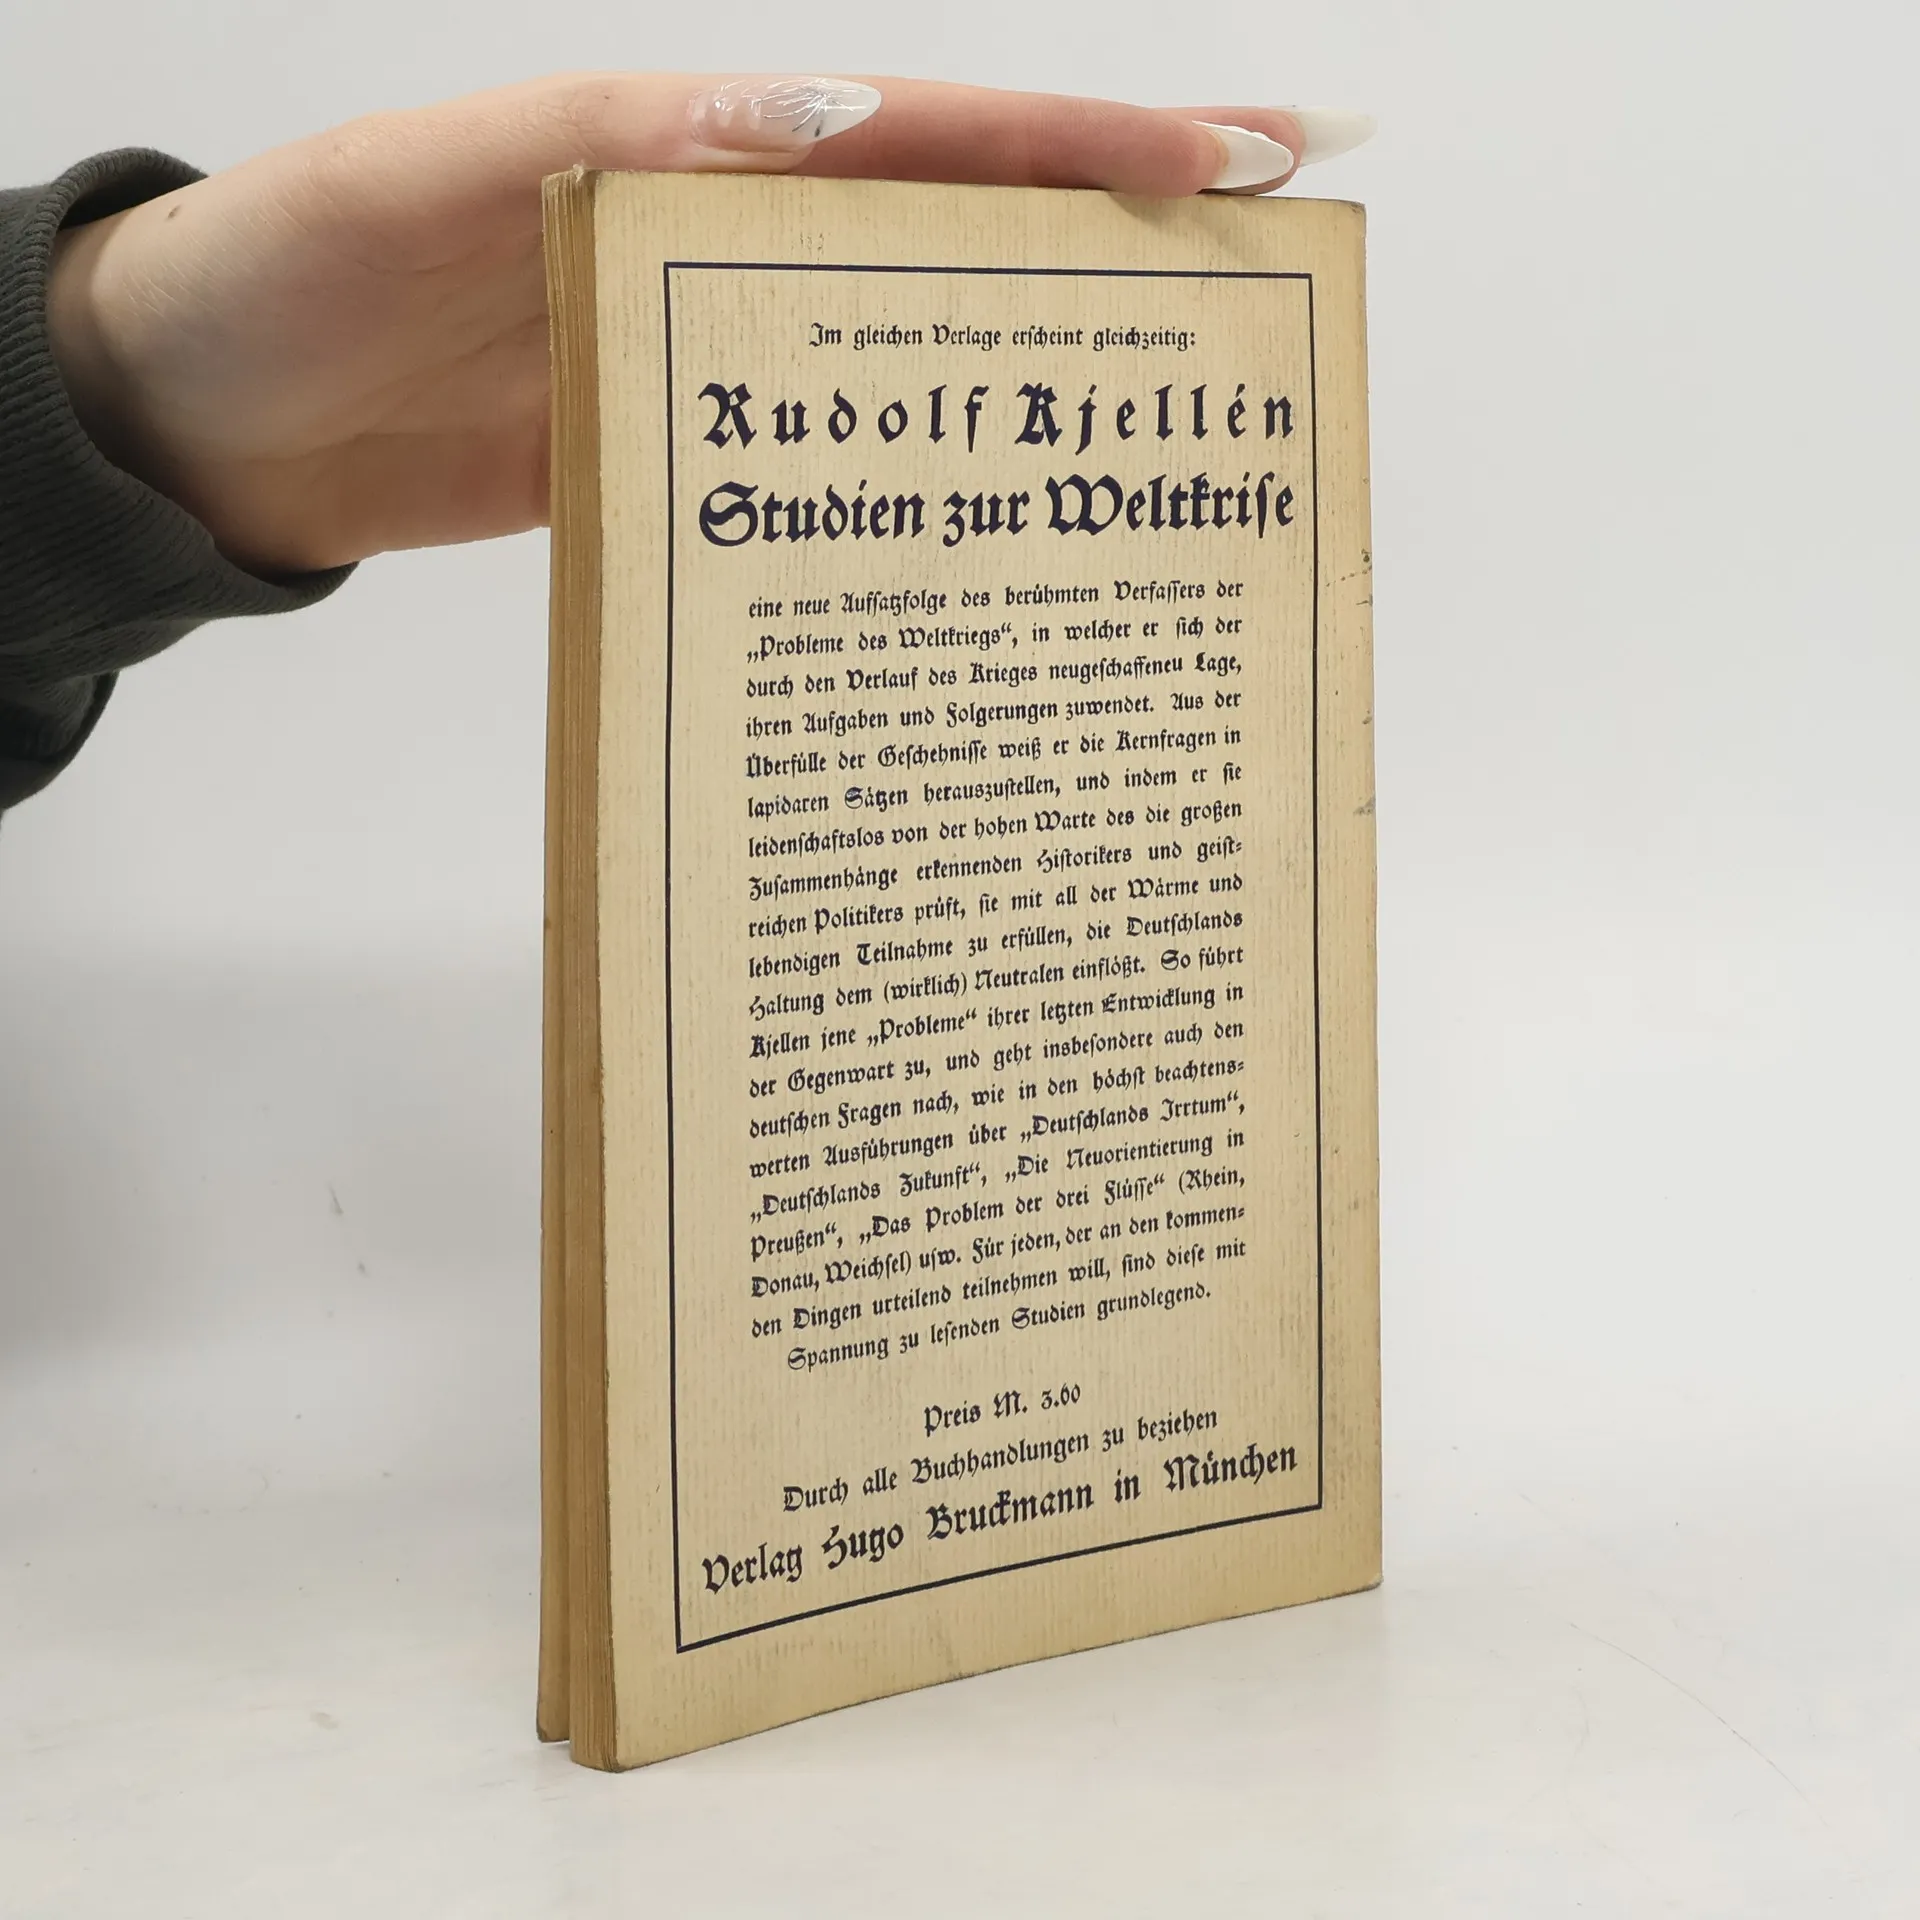 Im gleichen Verlage erſcheint gleichzeitig:
Rudolf Kjellén
Studien zur Weltkriſe
eine neue Aufſatzfolge des berühmten Verfaſſers der
„Probleme des Weltkriegs“, in welcher er ſich der
durch den Verlauf des Krieges neugeſchaffeneu Lage,
ihren Aufgaben und Folgerungen zuwendet. Aus der
Überfülle der Geſchehniſſe weiß er die Kernfragen in
lapidaren Sätzen herauszuſtellen, und indem er ſie
leidenſchaftslos von der hohen Warte des die großen
Zuſammenhänge erkennenden Hiſtorikers und geiſt-
reichen Politikers prüft, ſie mit all der Wärme und
lebendigen Teilnahme zu erfüllen, die Deutſchlands
Haltung dem (wirklich) Neutralen einflößt. So führt
Kjellen jene „Probleme“ ihrer letzten Entwicklung in
der Gegenwart zu, und geht insbeſondere auch den
deutſchen Fragen nach, wie in den höchſt beachtens-
werten Ausführungen über „Deutſchlands Irrtum“,
„Deutſchlands Zukunft“, „Die Neuorientierung in
Preußen“, „Das Problem der drei Flüſſe“ (Rhein,
Donau, Weichſel) uſw. Für jeden, der an den kommen-
den Dingen urteilend teilnehmen will, ſind dieſe mit
Spannung zu leſenden Studien grundlegend.
Preis M. 3.60
Durch alle Buchhandlungen zu beziehen
Verlag Hugo Bruckmann in München